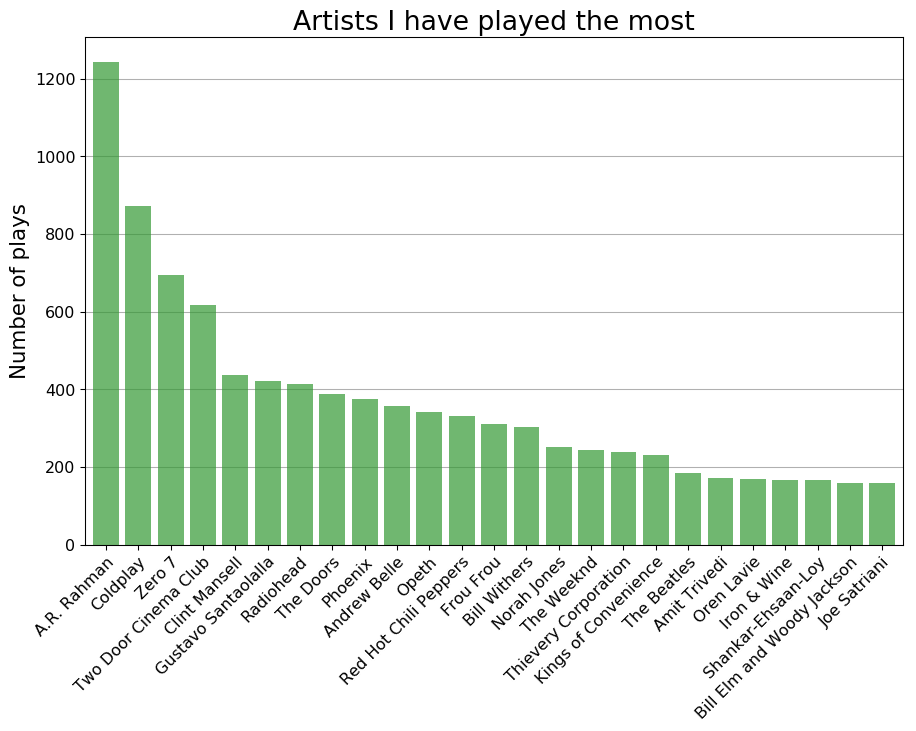 Artists I have played the most
Number of plays
1200
1000
800
600
400
200
0
A.R. Rahman
Coldplay
Zero 7
Two Door Cinema Club
Clint Mansell
Gustavo Santaolalla
Radiohead
The Doors
Phoenix
Andrew Belle
Opeth
Red Hot Chili Peppers
Frou Frou
Bill Withers
Norah Jones
The Weeknd
Thievery Corporation
Kings of Convenience
The Beatles
Amit Trivedi
Oren Lavie
Iron & Wine
Shankar-Ehsaan-Loy
Bill Elm and Woody Jackson
Joe Satriani